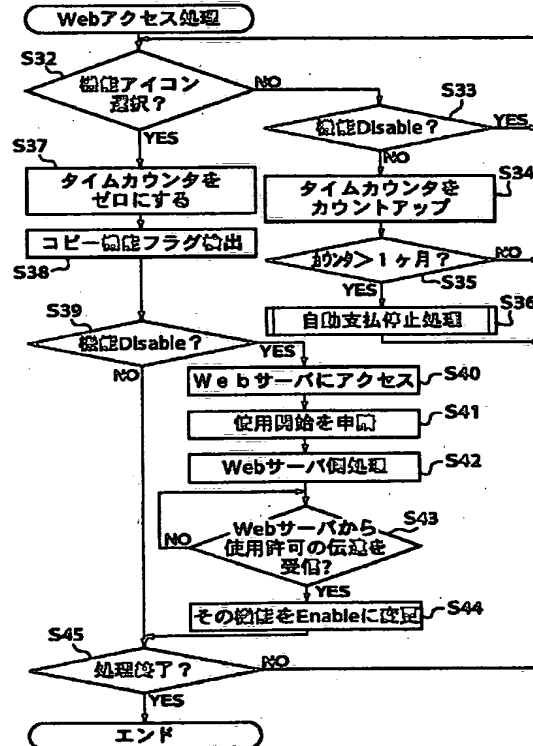 Webアクセス処理
S32
機能アイコン
選択？
NO
YES
S33
機能Disable？
YES
NO
S37
タイムカウンタを
ゼロにする
タイムカウンタを
カウントアップ
S34
コピー機能フラグ検出
S38
カウンタ＞１ヶ月？
NO
YES
S35
自動支払停止処理
S36
S39
機能Disable？
YES
NO
Ｗｅｂサーバにアクセス
S40
使用開始を申請
S41
Webサーバ側処理
S42
Webサーバから
使用許可の伝達を
受信?
S43
NO
YES
その機能をEnableに変更
S44
S45
処理終了？
NO
YES
エンド